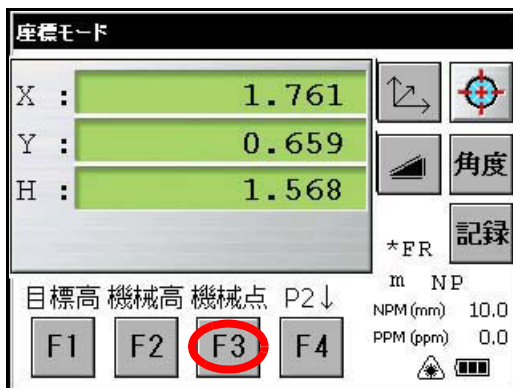 座標モード
X : 1.761
Y : 0.659
H : 1.568
角度
記録
*FR
m NP
目標高 機械高 機械点 P2↓
NPM(mm) 10.0
F1 F2 F3 F4
PPM(ppm) 0.0